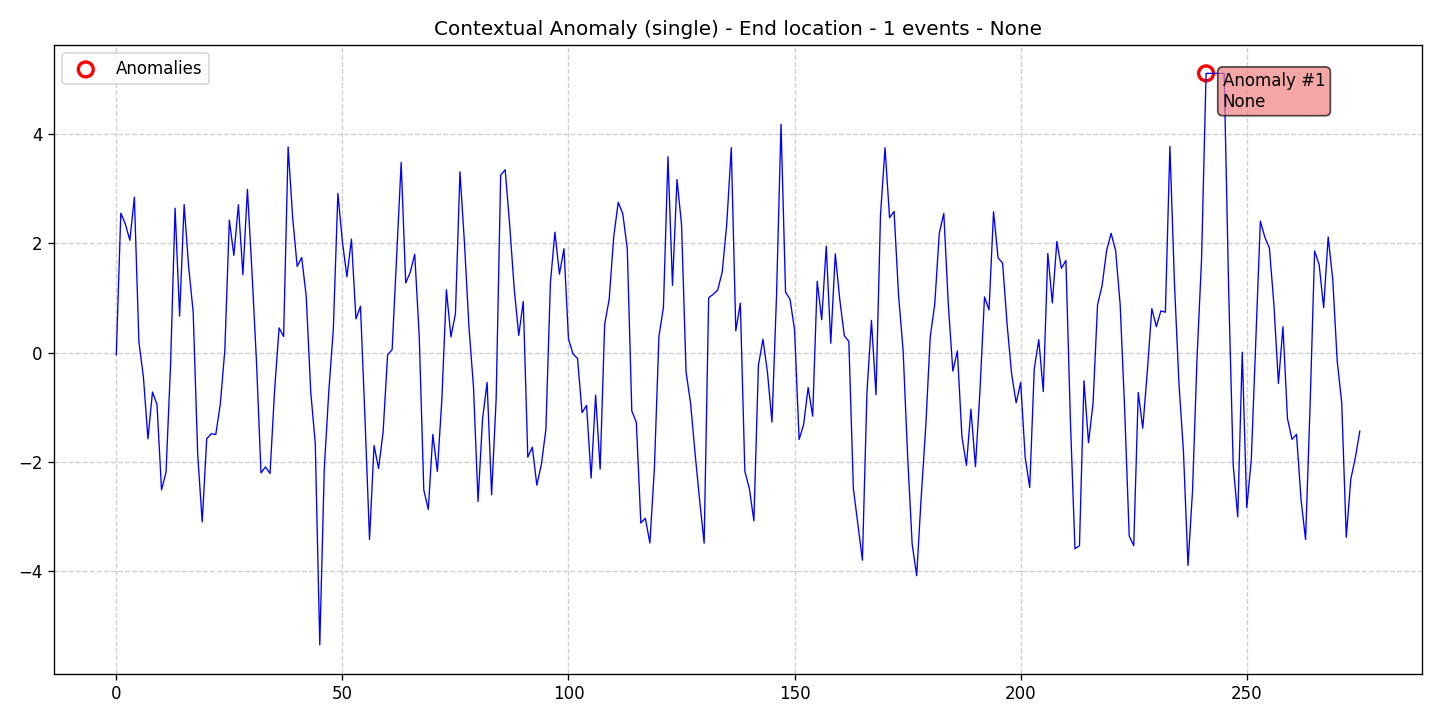 Contextual Anomaly (single) - End location - 1 events - None
Anomalies
Anomaly #1
None
4
2
0
−2
−4
0
50
100
150
200
250